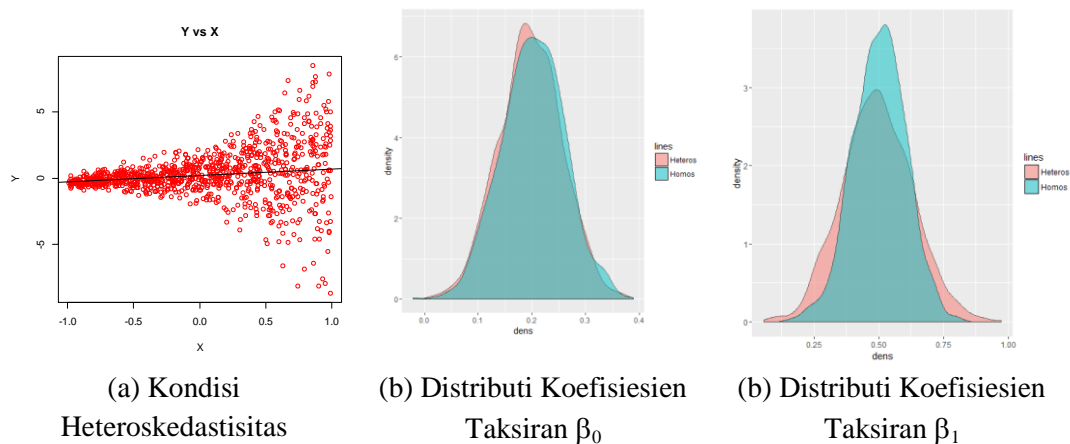 Y vs X
Y
5
0
-5
-1.0 -0.5 0.0 0.5 1.0
X
density
6
4
2
0
0.0 0.1 0.2 0.3 0.4
dens
lines
Heteros
Homos
density
3
2
1
0
0.25 0.50 0.75 1.00
dens
lines
Heteros
Homos
(a) Kondisi
Heteroskedastisitas
(b) Distributi Koefisiesien
Taksiran β0
(b) Distributi Koefisiesien
Taksiran β1